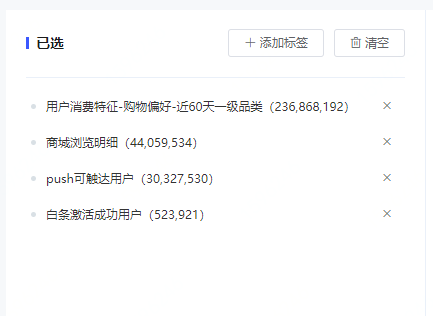 已选
添加标签
清空
用户消费特征-购物偏好-近60天一级品类（236,868,192）
商城浏览明细（44,059,534）
push可触达用户（30,327,530）
白条激活成功用户（523,921）